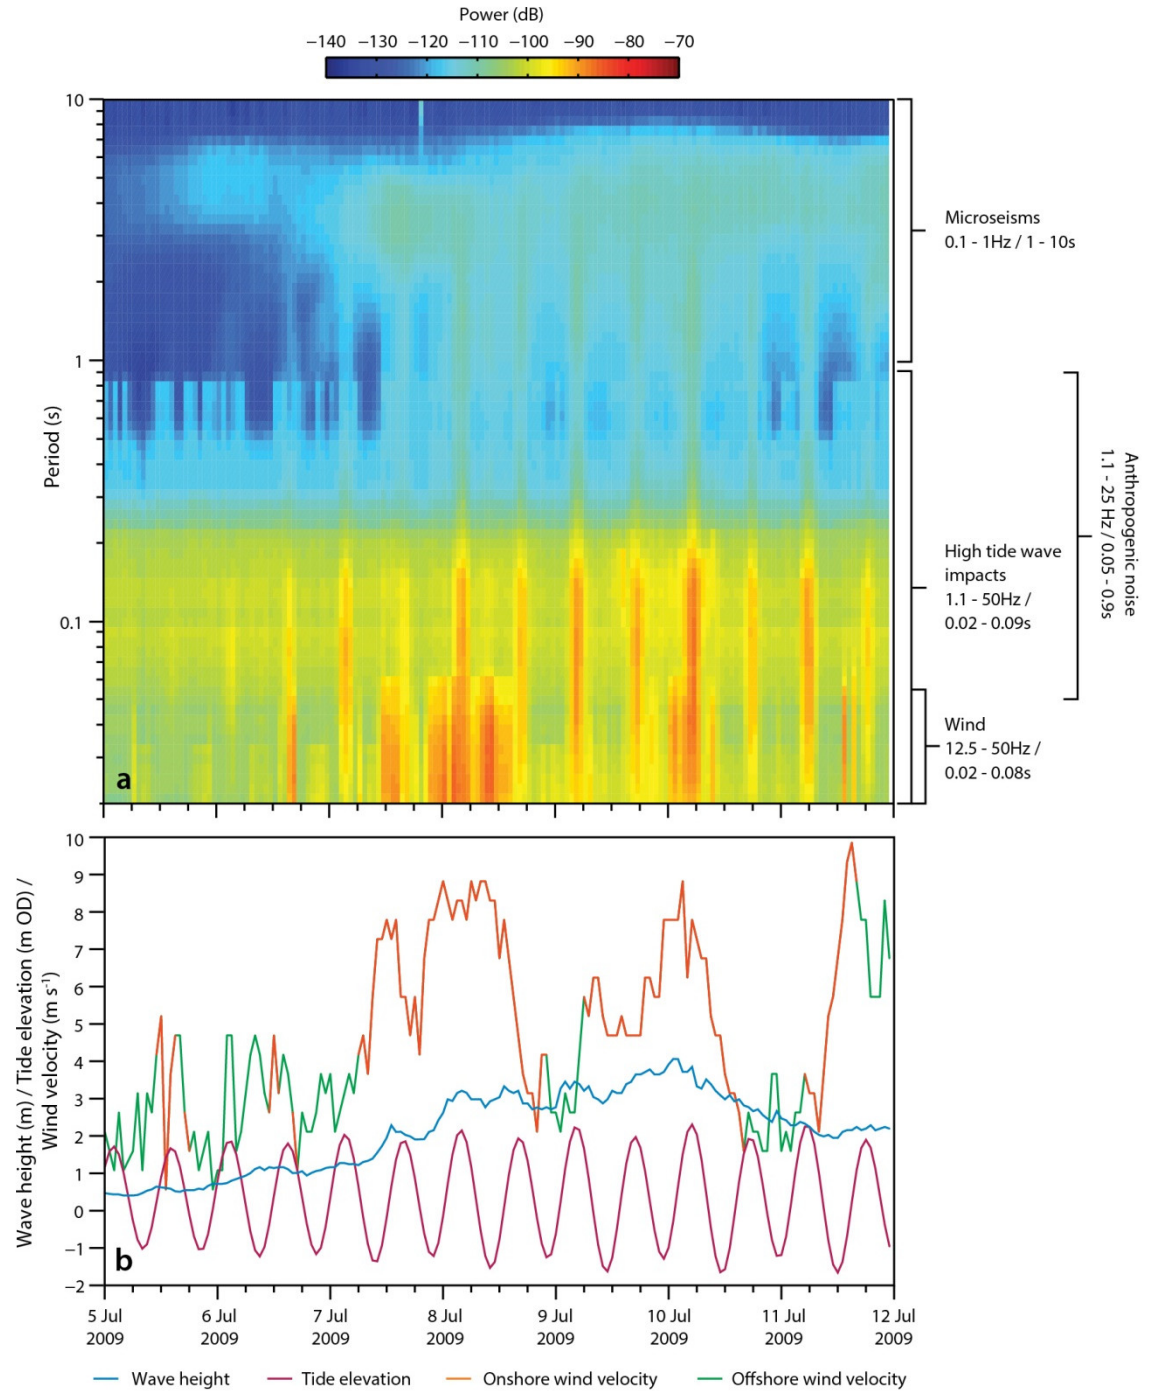 Power (dB)
−140 −130 −120 −110 −100 −90 −80 −70
10
1
0.1
Period (s)
a
Microseisms
0.1 - 1Hz / 1 - 10s
High tide wave
impacts
1.1 - 50Hz /
0.02 - 0.09s
Anthropogenic noise
1.1 - 25 Hz / 0.05 - 0.9s
Wind
12.5 - 50Hz /
0.02 - 0.08s
Wave height (m) / Tide elevation (m OD) /
Wind velocity (m s⁻¹)
10
9
8
7
6
5
4
3
2
1
0
−1
−2
b
5 Jul 6 Jul 7 Jul 8 Jul 9 Jul 10 Jul 11 Jul 12 Jul
2009 2009 2009 2009 2009 2009 2009 2009
Wave height Tide elevation Onshore wind velocity Offshore wind velocity